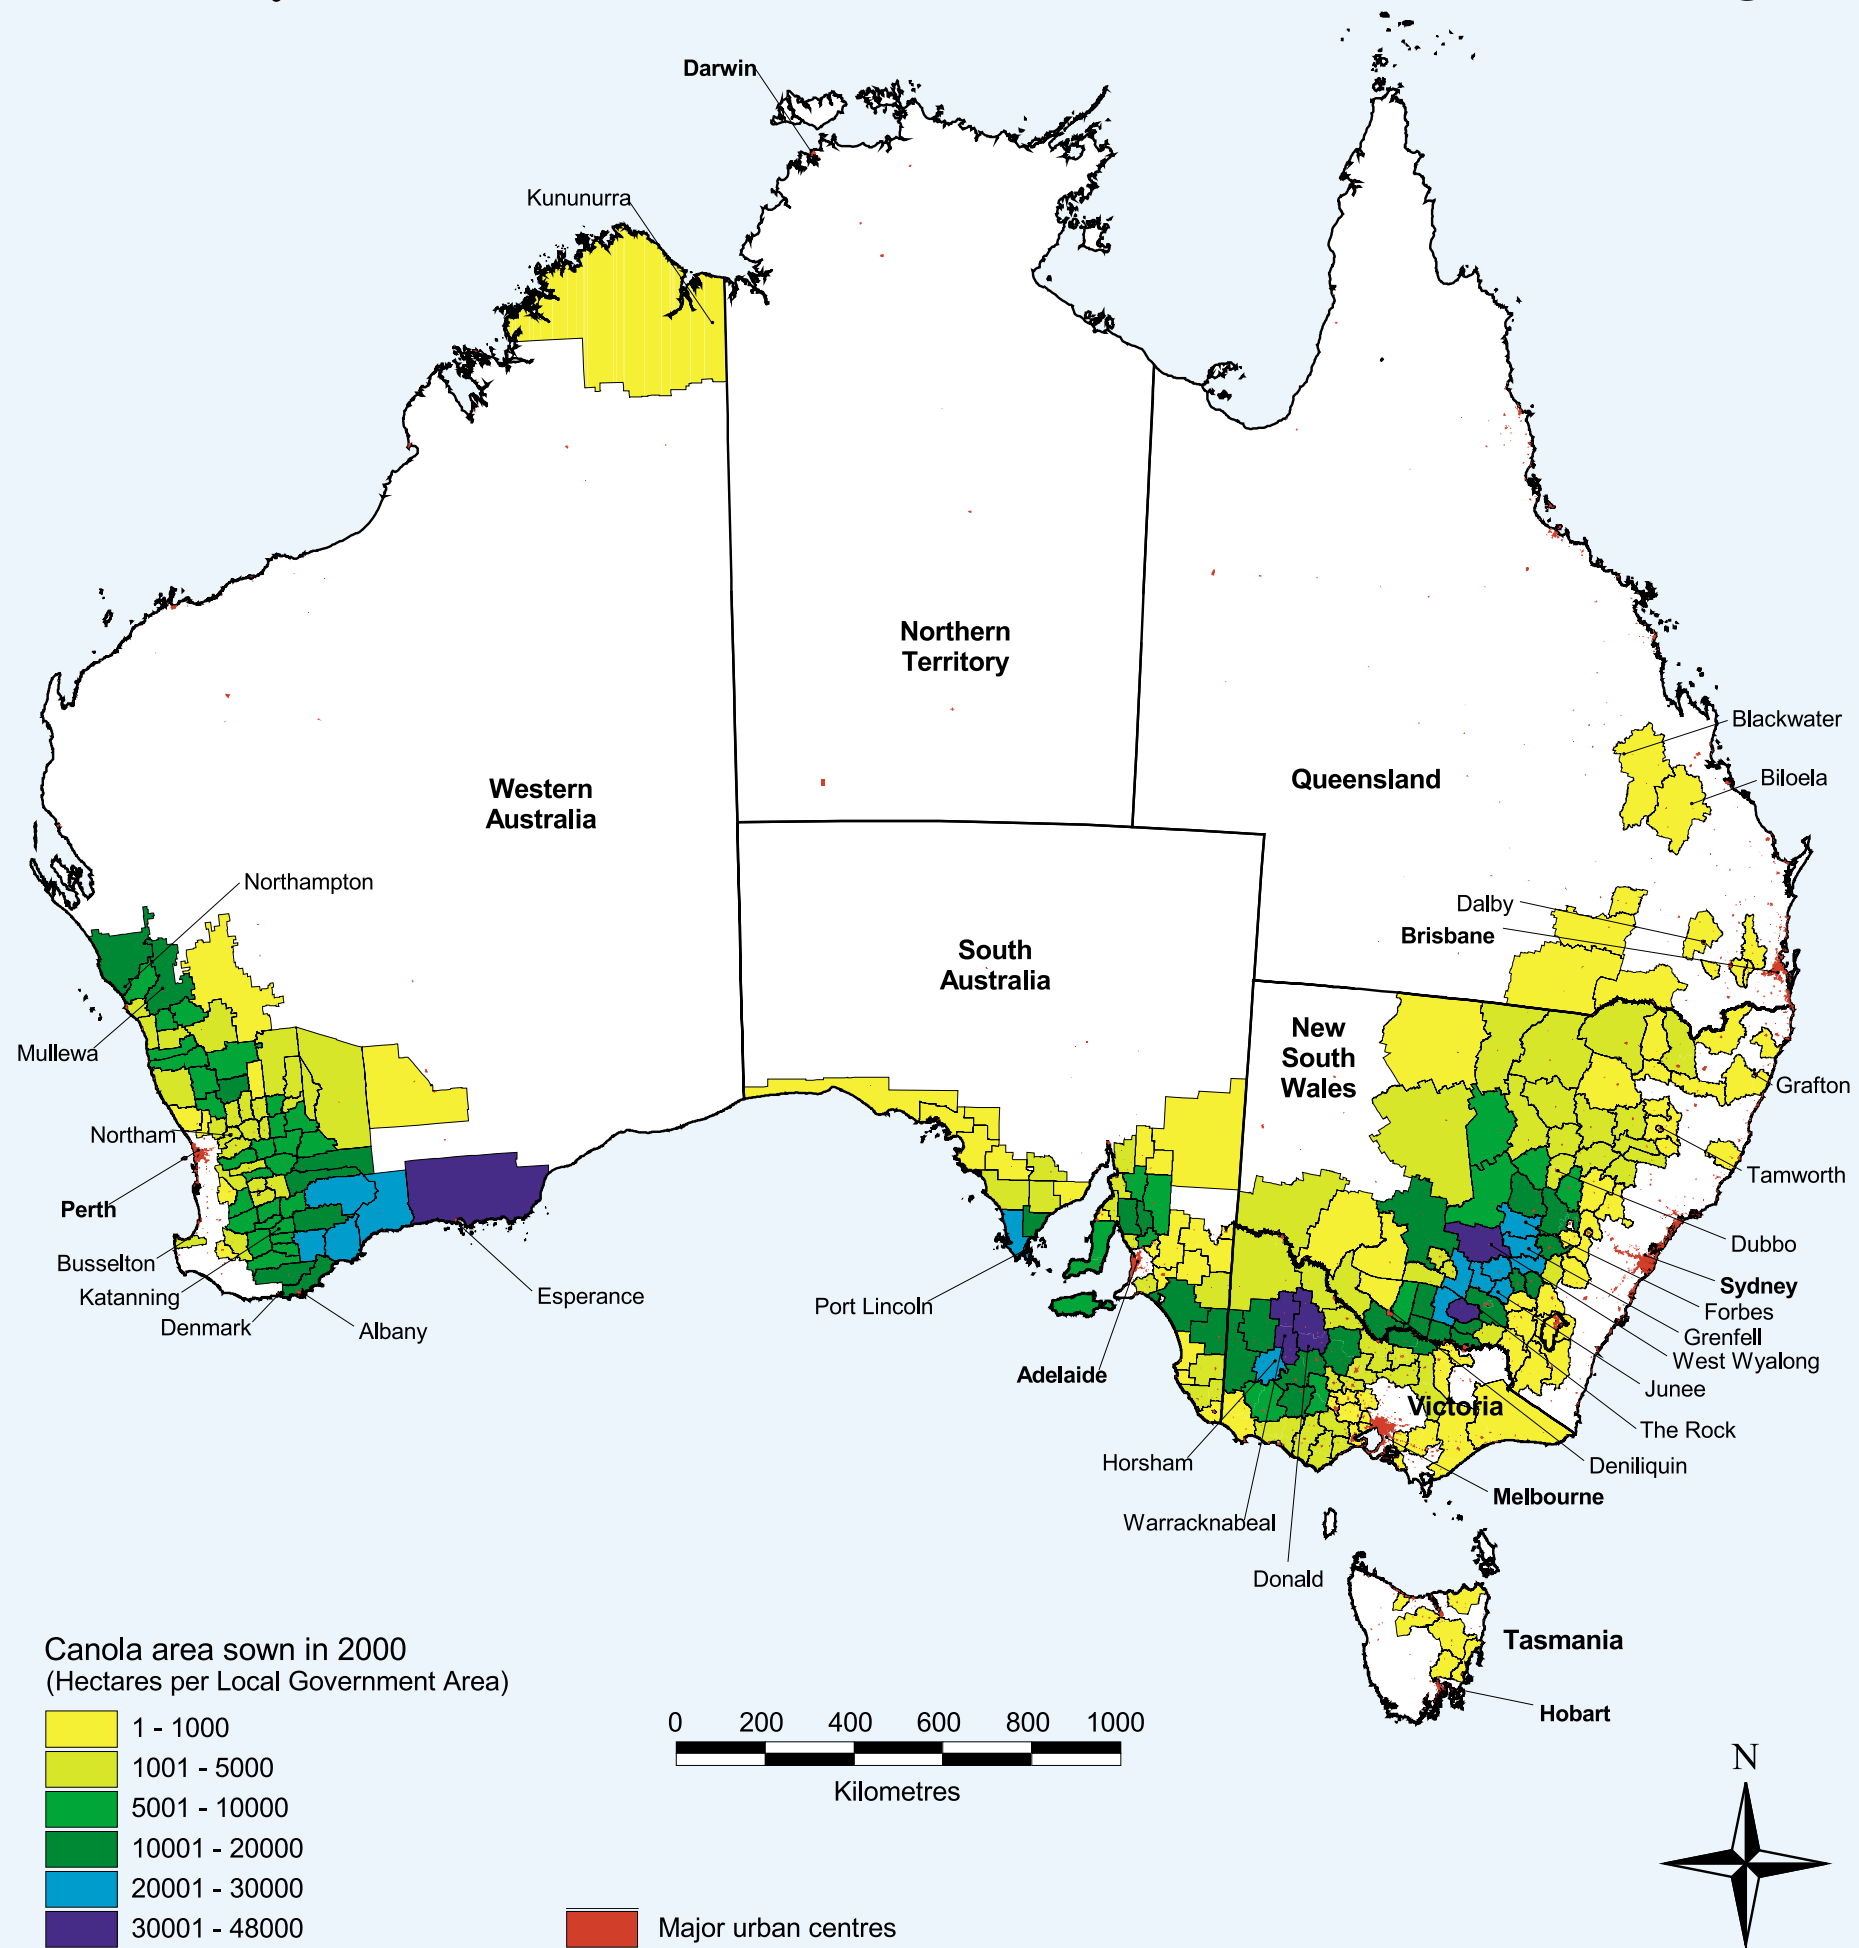 Darwin
Kununurra
Northern
Territory
Blackwater
Queensland
Biloela
Western
Australia
Northampton
Dalby
Brisbane
South
Australia
New
South
Wales
Mullewa
Grafton
Northam
Tamworth
Perth
Dubbo
Busselton
Sydney
Katanning
Esperance
Port Lincoln
Forbes
Denmark
Albany
Grenfell
West Wyalong
Adelaide
Junee
Victoria
The Rock
Horsham
Deniliquin
Melbourne
Warracknabeal
Donald
Tasmania
Hobart
Canola area sown in 2000
(Hectares per Local Government Area)
1 - 1000
1001 - 5000
5001 - 10000
10001 - 20000
20001 - 30000
30001 - 48000
Major urban centres
0 200 400 600 800 1000
Kilometres
N